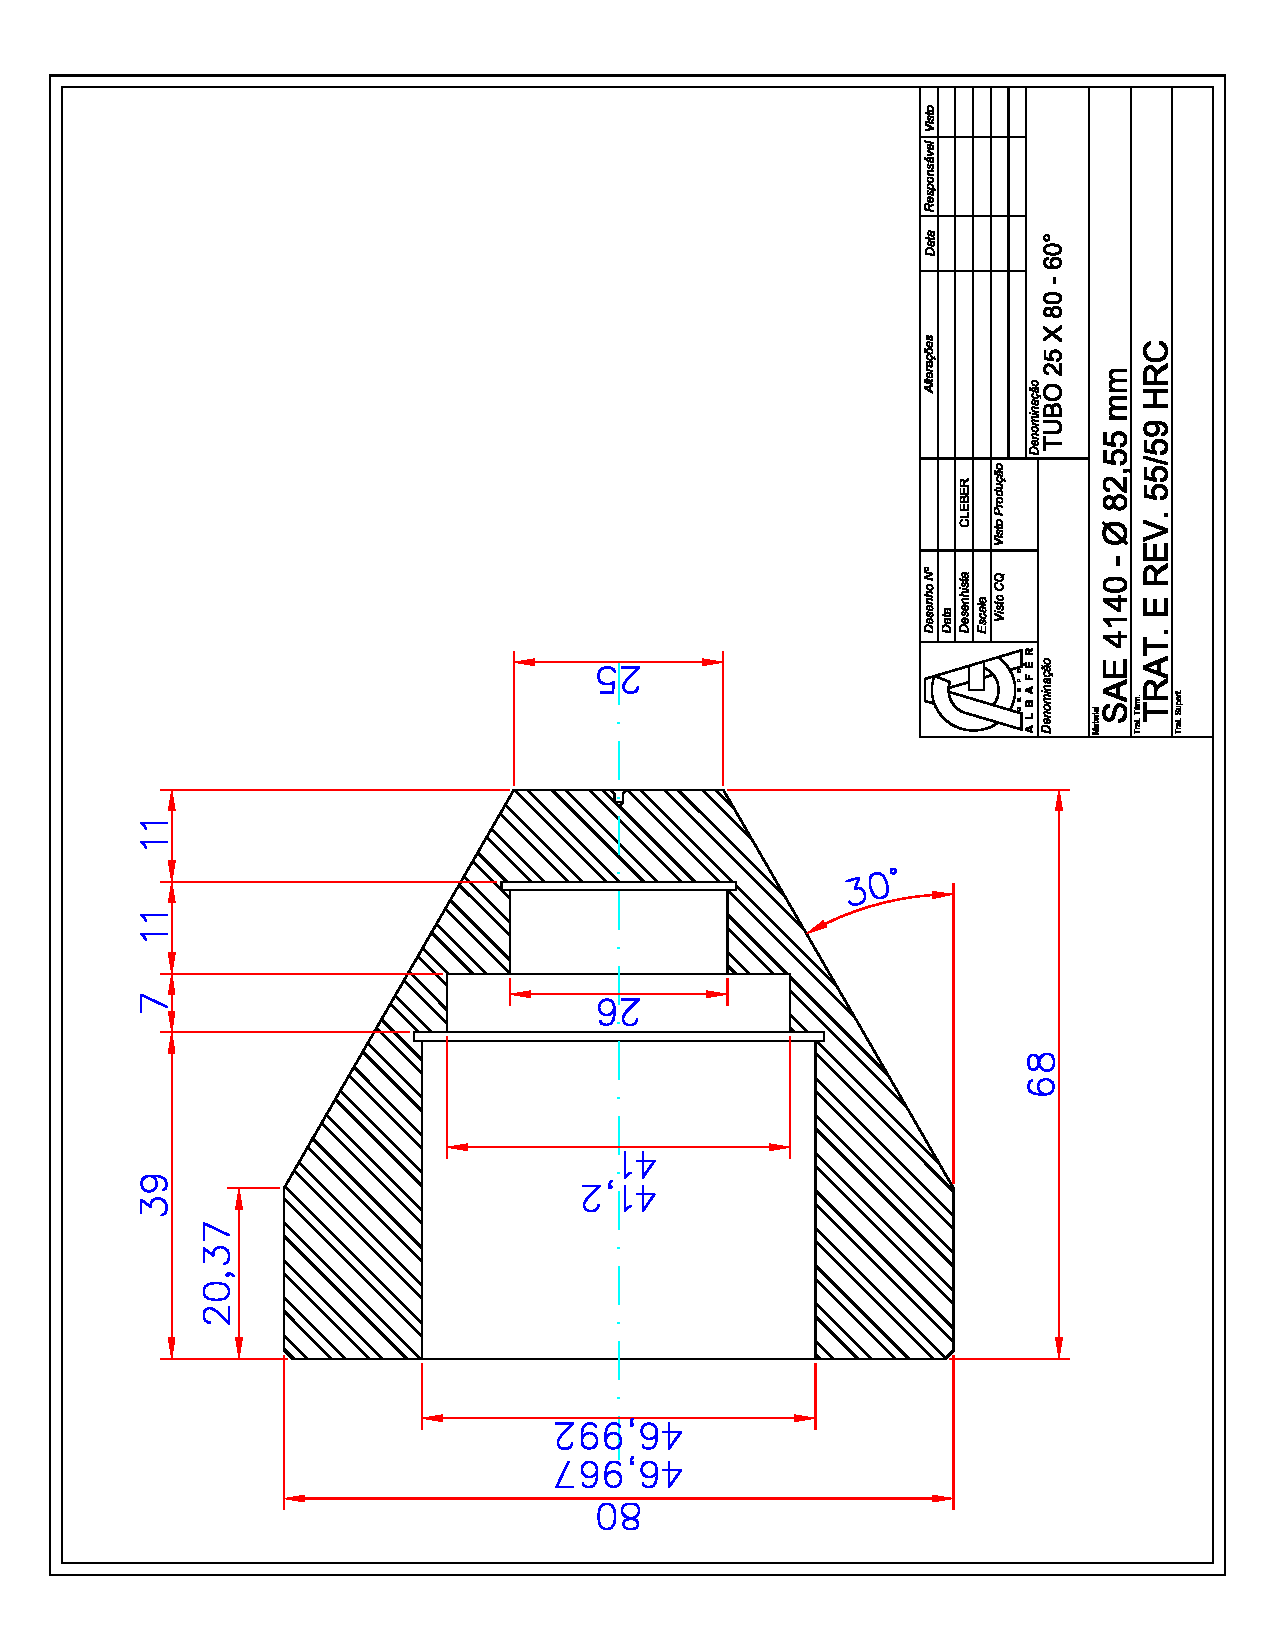 25
11
11
7
39
20,37
26
41
41,2
30°
68
46,992
46,967
80
Alterações Data Responsável Visto
Desenho Nº
Data
Desenhista CLEBER
Escala
Visto CQ Visto Produção
ALBAFER
Denominação
Denominação
TUBO 25 X 80 - 60°
Material
SAE 4140 - Ø 82,55 mm
Trat. Térm.
TRAT. E REV. 55/59 HRC
Trat. Superf.